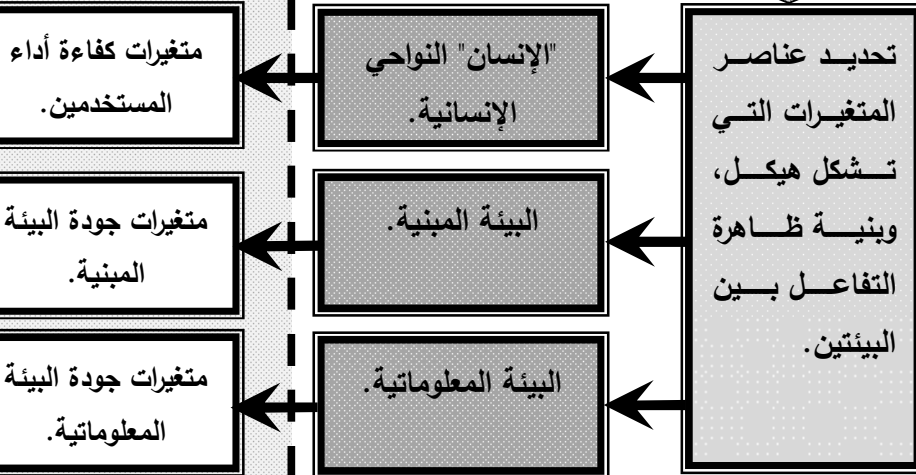 تحديد عناصر
المتغيرات التي
تشكل هيكل،
وبنية ظاهرة
التفاعل بين
البيئتين.
"الإنسان" النواحي
الإنسانية.
متغيرات كفاءة أداء
المستخدمين.
البيئة المبنية.
متغيرات جودة البيئة
المبنية.
البيئة المعلوماتية.
متغيرات جودة البيئة
المعلوماتية.